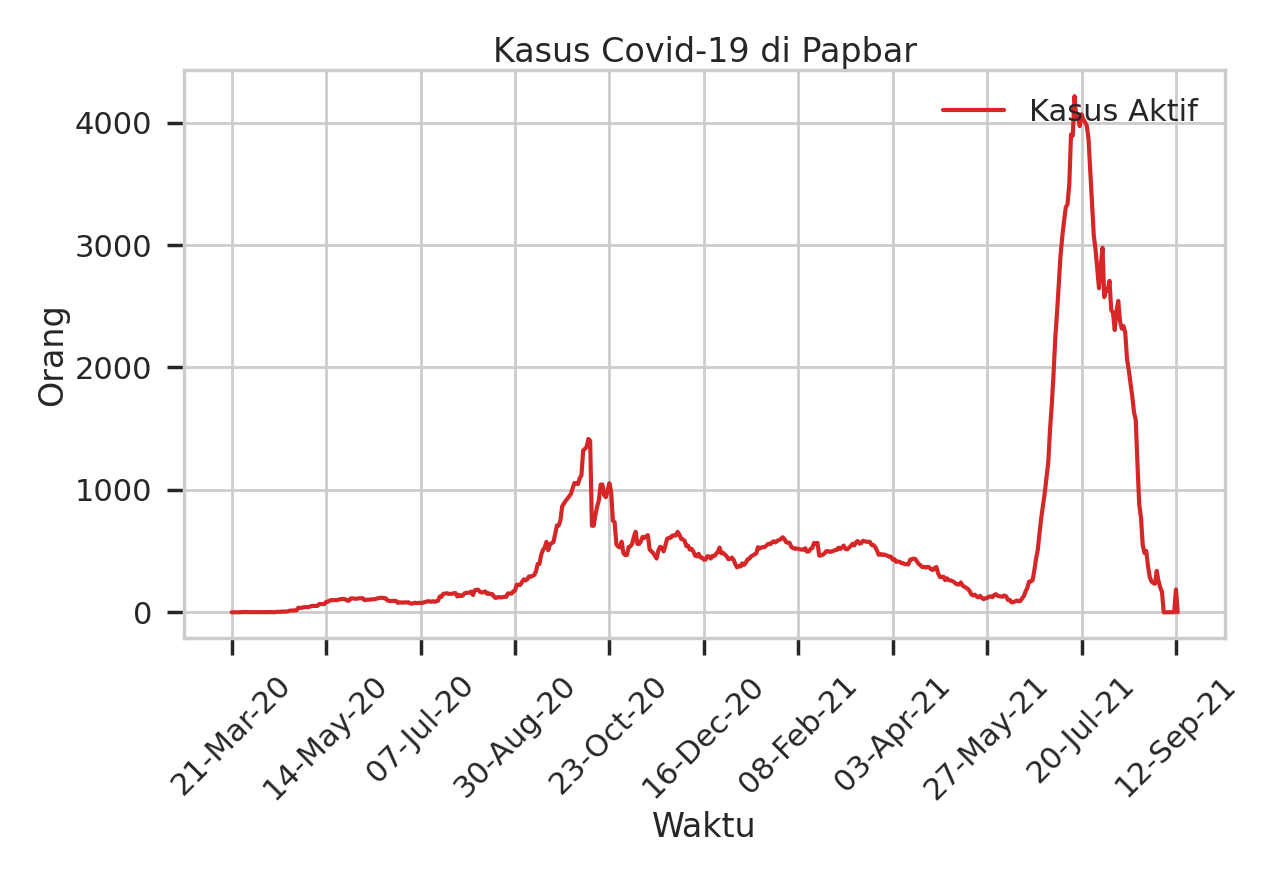 Kasus Covid-19 di Papbar
Kasus Aktif
Orang
4000
3000
2000
1000
0
21-Mar-20
14-May-20
07-Jul-20
30-Aug-20
23-Oct-20
16-Dec-20
08-Feb-21
03-Apr-21
27-May-21
20-Jul-21
12-Sep-21
Waktu